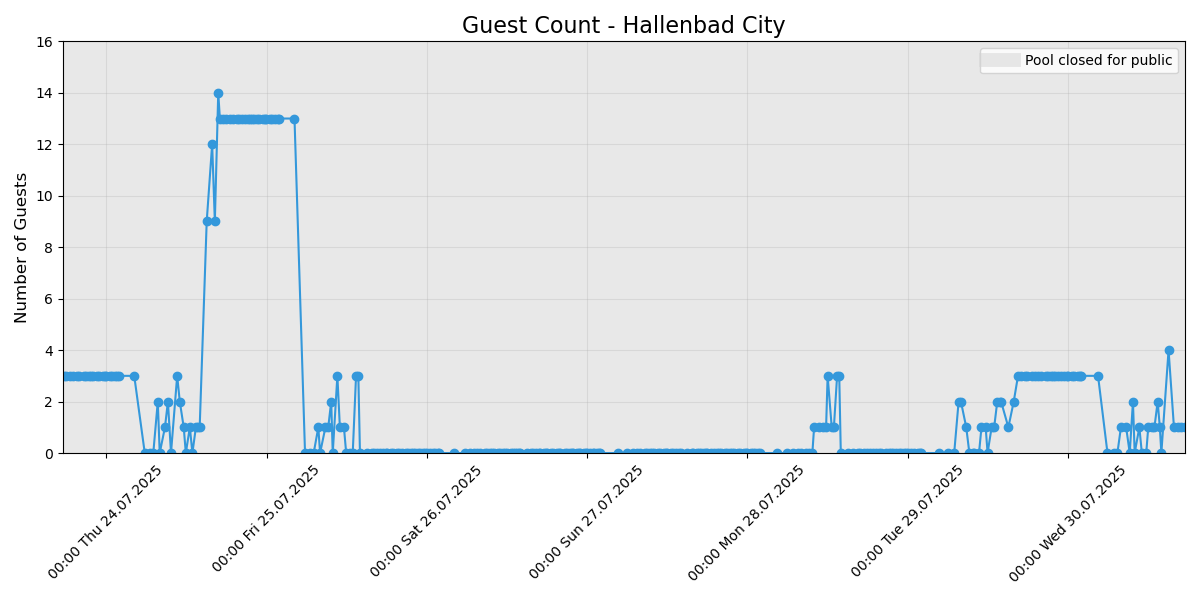 Guest Count - Hallenbad City
Pool closed for public
Number of Guests
16
14
12
10
8
6
4
2
0
00:00 Thu 24.07.2025
00:00 Fri 25.07.2025
00:00 Sat 26.07.2025
00:00 Sun 27.07.2025
00:00 Mon 28.07.2025
00:00 Tue 29.07.2025
00:00 Wed 30.07.2025